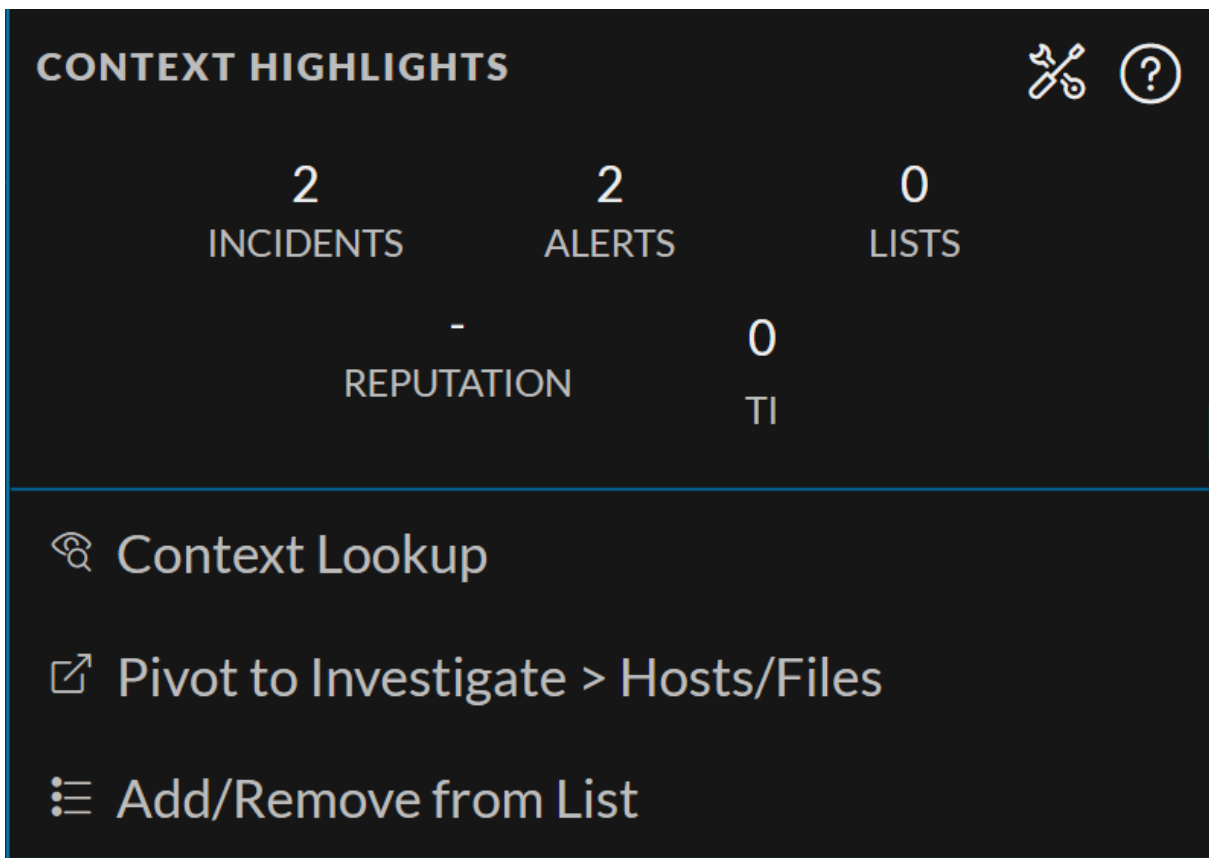 CONTEXT HIGHLIGHTS
2 2 0
INCIDENTS ALERTS LISTS
- 0
REPUTATION TI
Context Lookup
Pivot to Investigate > Hosts/Files
Add/Remove from List